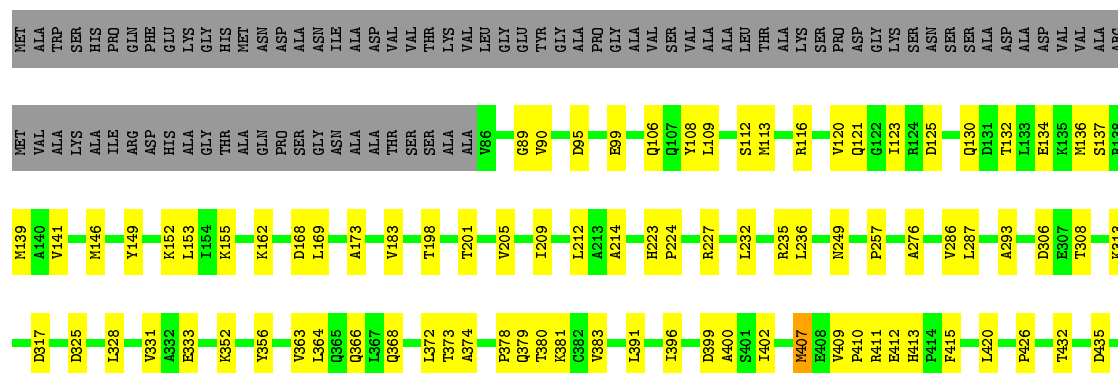 MET ALA TRP SER HIS PRO GLN PHE GLU LYS GLY HIS MET ASN ASP ALA ASN ILE ALA ASP VAL VAL THR LYS VAL LEU GLY GLU TYR GLY ALA PRO GLY ALA VAL SER VAL ALA ALA LEU THR ALA LYS SER PRO ASP GLY LYS SER ASN SER SER ALA ASP ALA ASP VAL VAL ALA ARG
MET VAL ALA LYS ALA ILE ARG ASP HIS ALA GLY LYS THR ALA GLN PRO SER GLY ASN ALA ALA THR SER SER ALA ALA V86 G89 V90 D95 E99 Q106 Q107 Y108 L109 S112 M113 R116 V120 Q121 G122 I123 R124 D125 Q130 D131 T132 L133 E134 K135 M136 S137 R138
M139 A140 V141 M146 Y149 K152 L153 I154 K155 K162 D168 L169 A173 V183 T198 T201 V205 I209 L212 A213 A214 H223 P224 R227 L232 R235 L236 N249 P257 A276 V286 L287 A293 D306 E307 T308 K313
D317 D325 L328 V331 A332 E333 K352 Y356 V363 L364 Q365 Q366 L367 Q368 L372 T373 A374 P378 Q379 T380 K381 C382 V383 L391 I396 D399 A400 S401 I402 M407 E408 V409 P410 R411 E412 H413 P414 F415 L420 P426 T432 D435